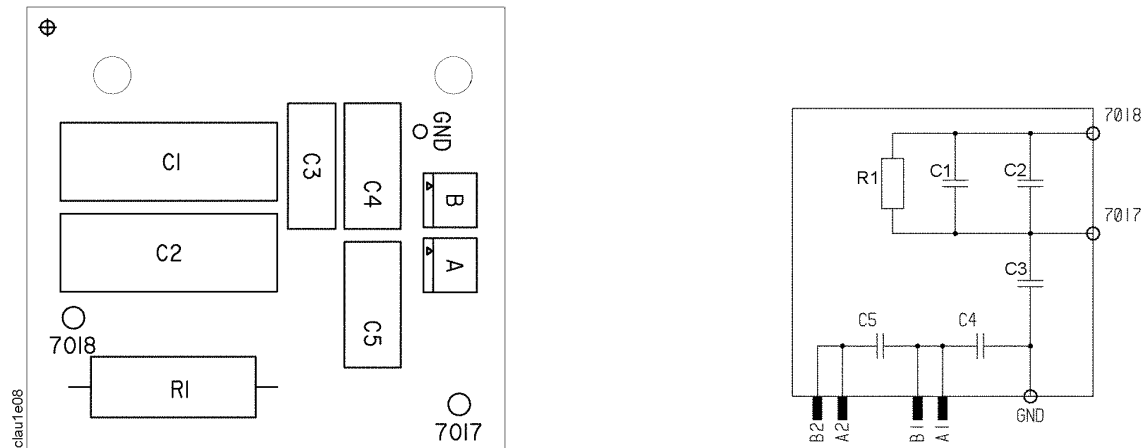 C1
C2
C3
C4
C5
GND
B
A
7018
R1
7017
clau1e08
7018
R1
C1
C2
7017
C3
C5
C4
GND
B2
A2
B1
A1